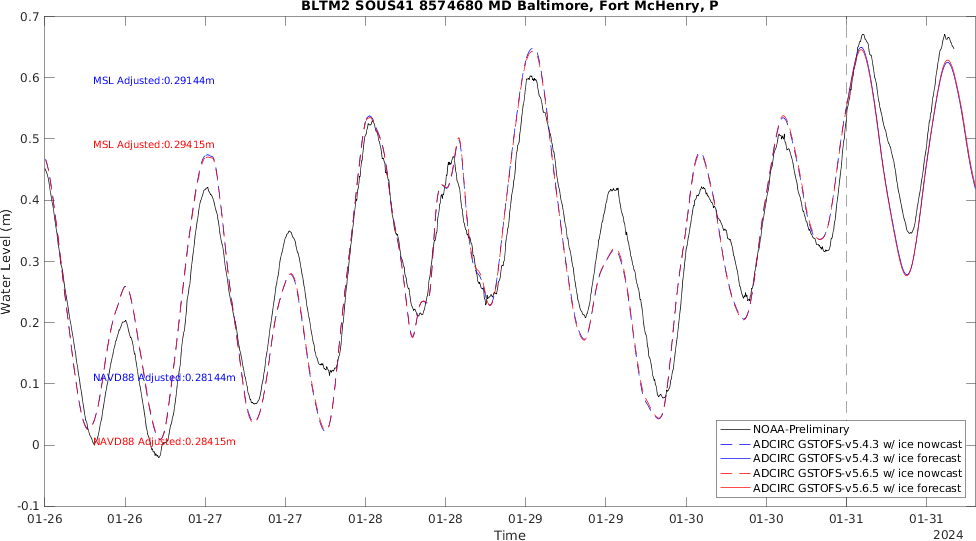 BLTM2 SOUS41 8574680 MD Baltimore, Fort McHenry, P
0.7
0.6
0.5
0.4
0.3
0.2
0.1
0
-0.1
Water Level (m)
MSL Adjusted:0.29144m
MSL Adjusted:0.29415m
NAVD88 Adjusted:0.28144m
NAVD88 Adjusted:0.28415m
NOAA-Preliminary
ADCIRC GSTOFS-v5.4.3 w/ ice nowcast
ADCIRC GSTOFS-v5.4.3 w/ ice forecast
ADCIRC GSTOFS-v5.6.5 w/ ice nowcast
ADCIRC GSTOFS-v5.6.5 w/ ice forecast
01-26 01-26 01-27 01-27 01-28 01-28 01-29 01-29 01-30 01-30 01-31 01-31
2024
Time